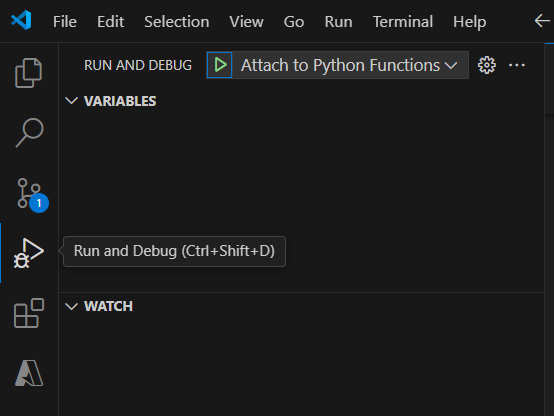 File Edit Selection View Go Run Terminal Help
RUN AND DEBUG Attach to Python Functions
VARIABLES
1
Run and Debug (Ctrl+Shift+D)
WATCH